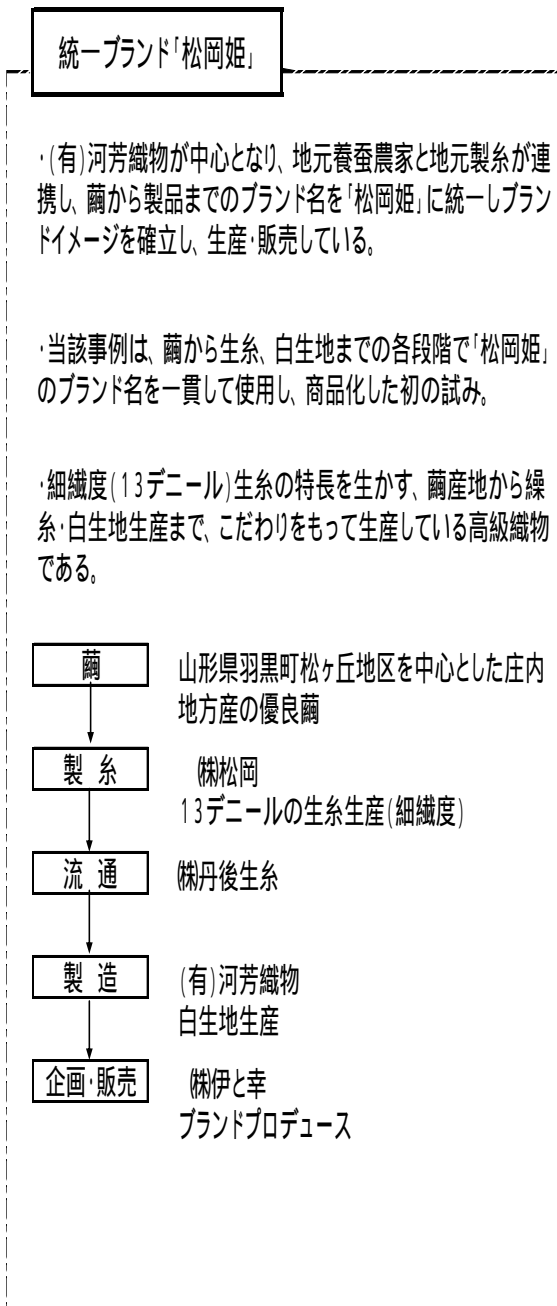 統一ブランド「松岡姫」
·(有)河芳織物が中心となり、地元養蚕農家と地元製糸が連
携し、繭から製品までのブランド名を「松岡姫」に統一しブラン
ドイメージを確立し、生産·販売している。
·当該事例は、繭から生糸、白生地までの各段階で「松岡姫」
のブランド名を一貫して使用し、商品化した初の試み。
·細繊度(13デニール)生糸の特長を生かす、繭産地から繰
糸·白生地生産まで、こだわりをもって生産している高級織物
である。
繭 山形県羽黒町松ヶ丘地区を中心とした庄内
地方産の優良繭
製 糸 ㈱松岡
13デニールの生糸生産(細繊度)
流 通 ㈱丹後生糸
製 造 (有)河芳織物
白生地生産
企画·販売 ㈱伊と幸
ブランドプロデュース